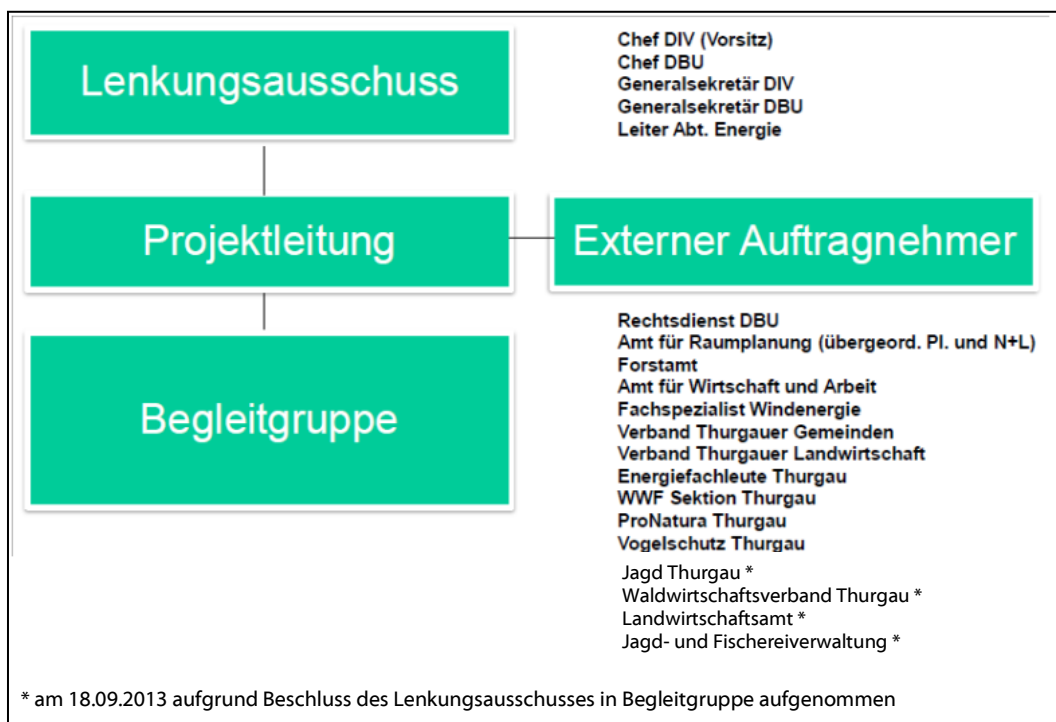 Lenkungsausschuss
Chef DIV (Vorsitz)
Chef DBU
Generalsekretär DIV
Generalsekretär DBU
Leiter Abt. Energie
Projektleitung
Externer Auftragnehmer
Begleitgruppe
Rechtsdienst DBU
Amt für Raumplanung (übergeord. Pl. und N+L)
Forstamt
Amt für Wirtschaft und Arbeit
Fachspezialist Windenergie
Verband Thurgauer Gemeinden
Verband Thurgauer Landwirtschaft
Energiefachleute Thurgau
WWF Sektion Thurgau
ProNatura Thurgau
Vogelschutz Thurgau
Jagd Thurgau *
Waldwirtschaftsverband Thurgau *
Landwirtschaftsamt *
Jagd- und Fischereiverwaltung *
* am 18.09.2013 aufgrund Beschluss des Lenkungsausschusses in Begleitgruppe aufgenommen